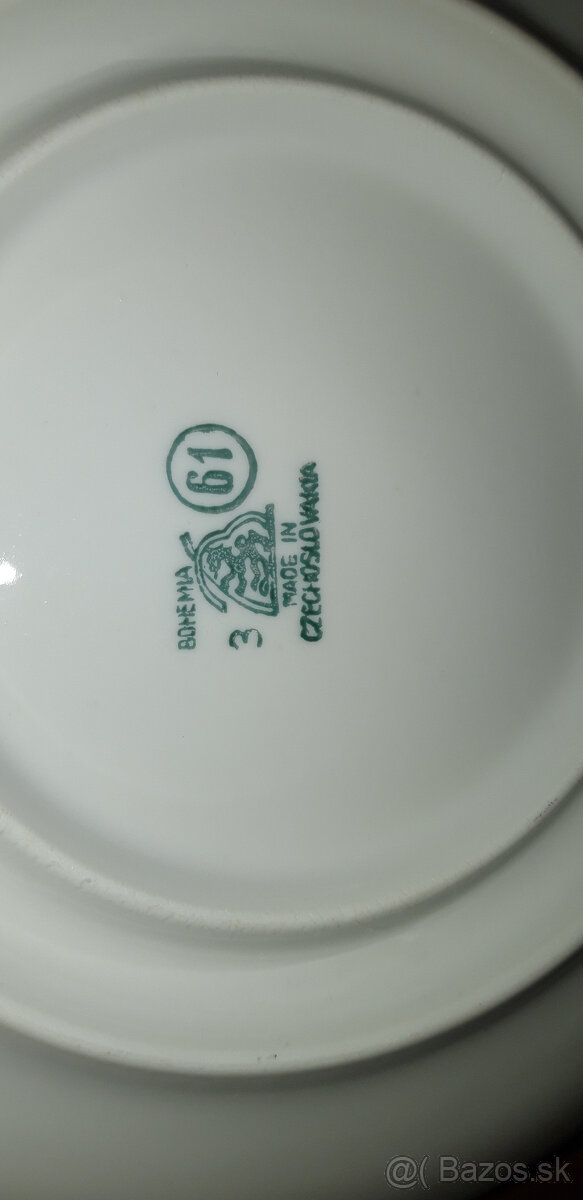 BOHEMIA
61
3
MADE IN
CZECHOSLOVAKIA
@( Bazos.sk